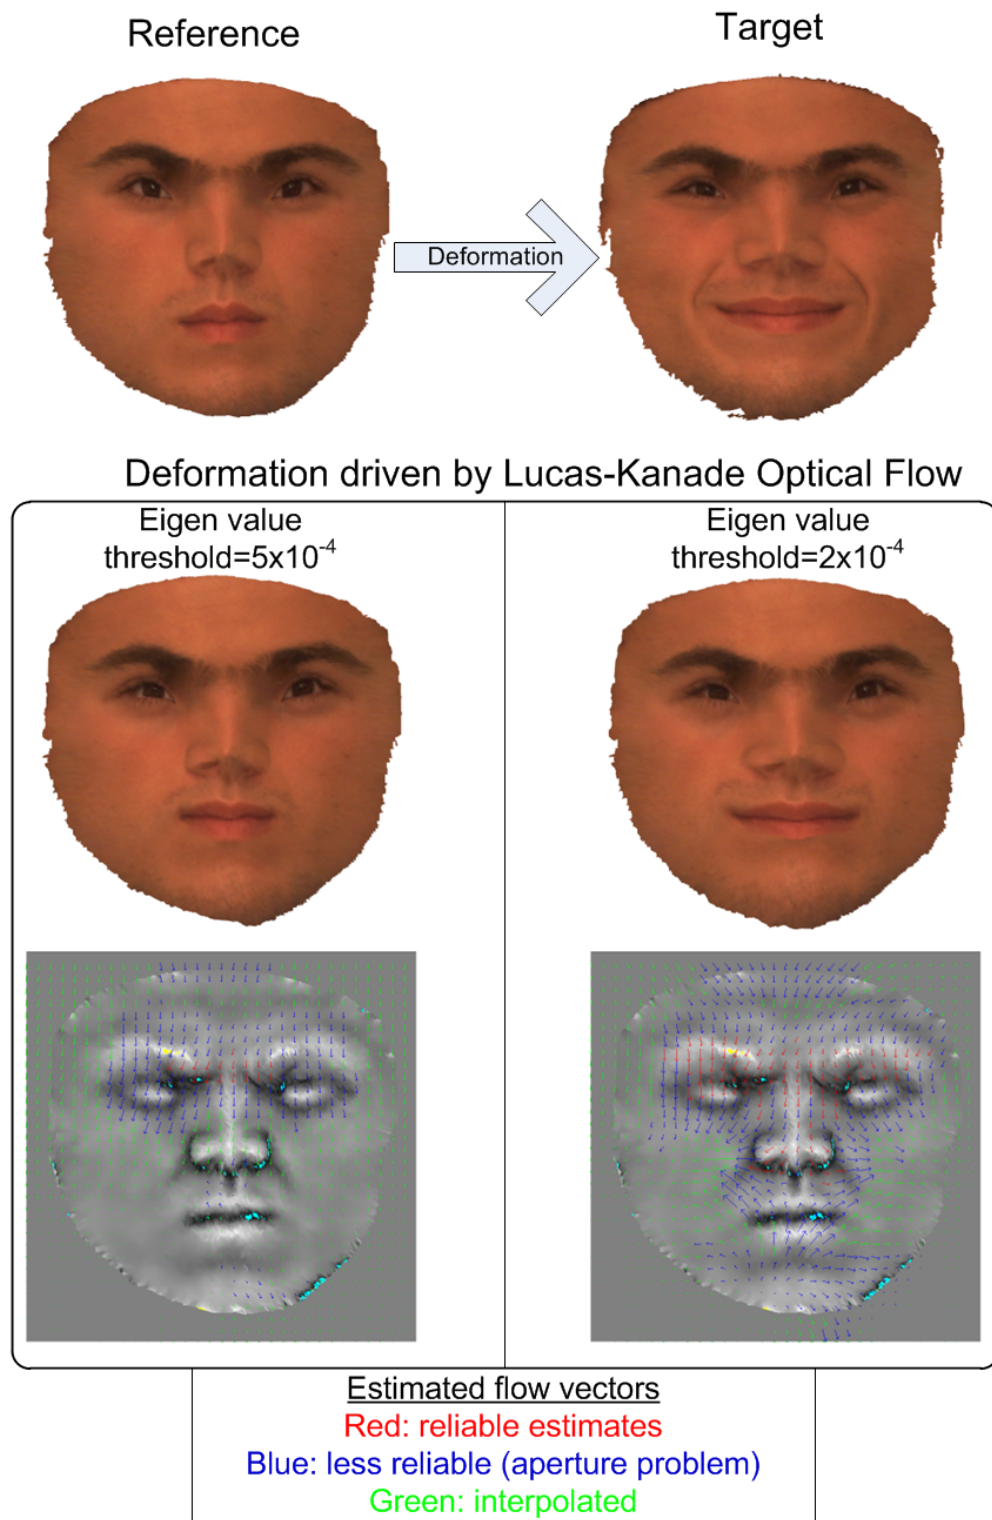 Reference
Target
Deformation
Deformation driven by Lucas-Kanade Optical Flow
Eigen value
threshold=5x10⁻⁴
Eigen value
threshold=2x10⁻⁴
Estimated flow vectors
Red: reliable estimates
Blue: less reliable (aperture problem)
Green: interpolated